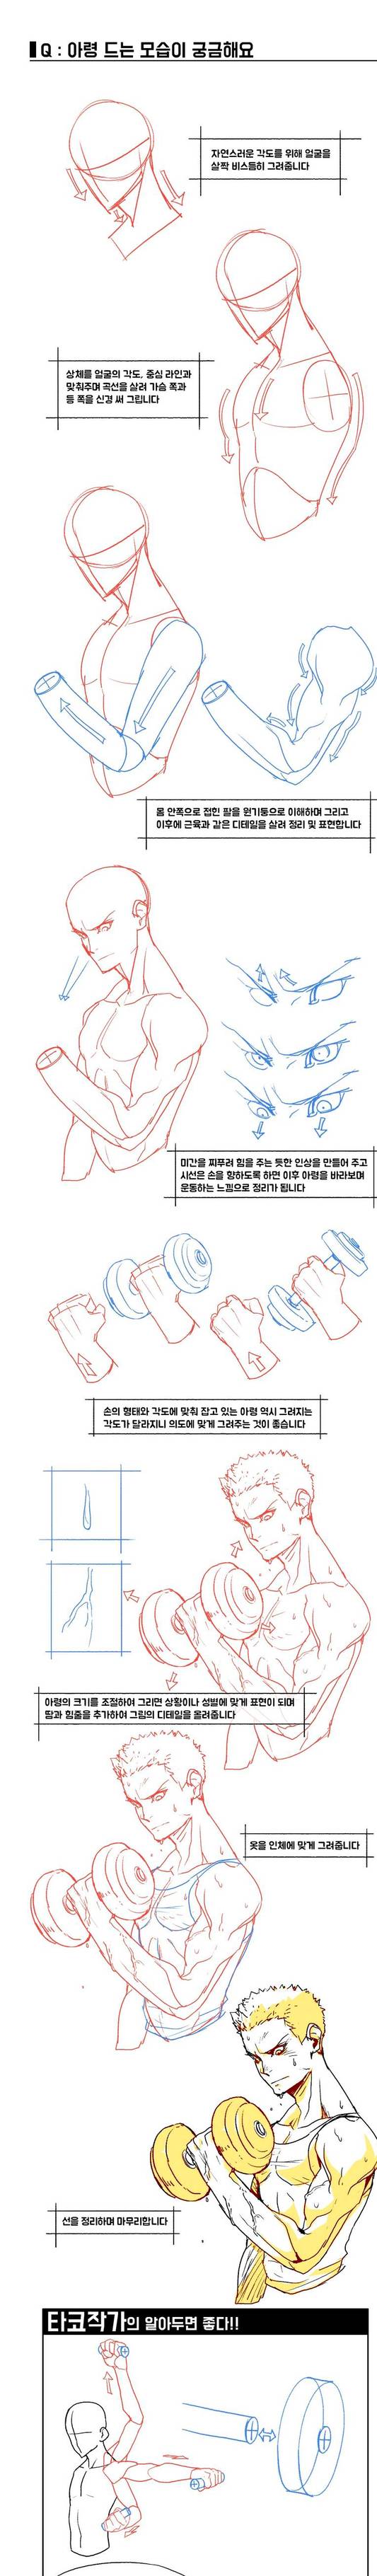 Q : 아령 드는 모습이 궁금해요
자연스러운 각도를 위해 얼굴을
살짝 비스듬히 그려줍니다
상체를 얼굴의 각도, 중심 라인과
맞춰주며 곡선을 살려 가슴 쪽과
등 쪽을 신경 써 그립니다
몸 안쪽으로 접힌 팔을 원기둥으로 이해하며 그리고
이후에 근육과 같은 디테일을 살려 정리 및 표현합니다
미간을 찌푸려 힘을 주는 듯한 인상을 만들어 주고
시선은 손을 향하도록 하면 이후 아령을 바라보며
운동하는 느낌으로 정리가 됩니다
손의 형태와 각도에 맞춰 잡고 있는 아령 역시 그려지는
각도가 달라지니 의도에 맞게 그려주는 것이 좋습니다
아령의 크기를 조절하여 그리면 상황이나 성별에 맞게 표현이 되며
땀과 힘줄을 추가하여 그림의 디테일을 올려줍니다
옷을 인체에 맞게 그려줍니다
선을 정리하며 마무리합니다
타코작가의 알아두면 좋다!!